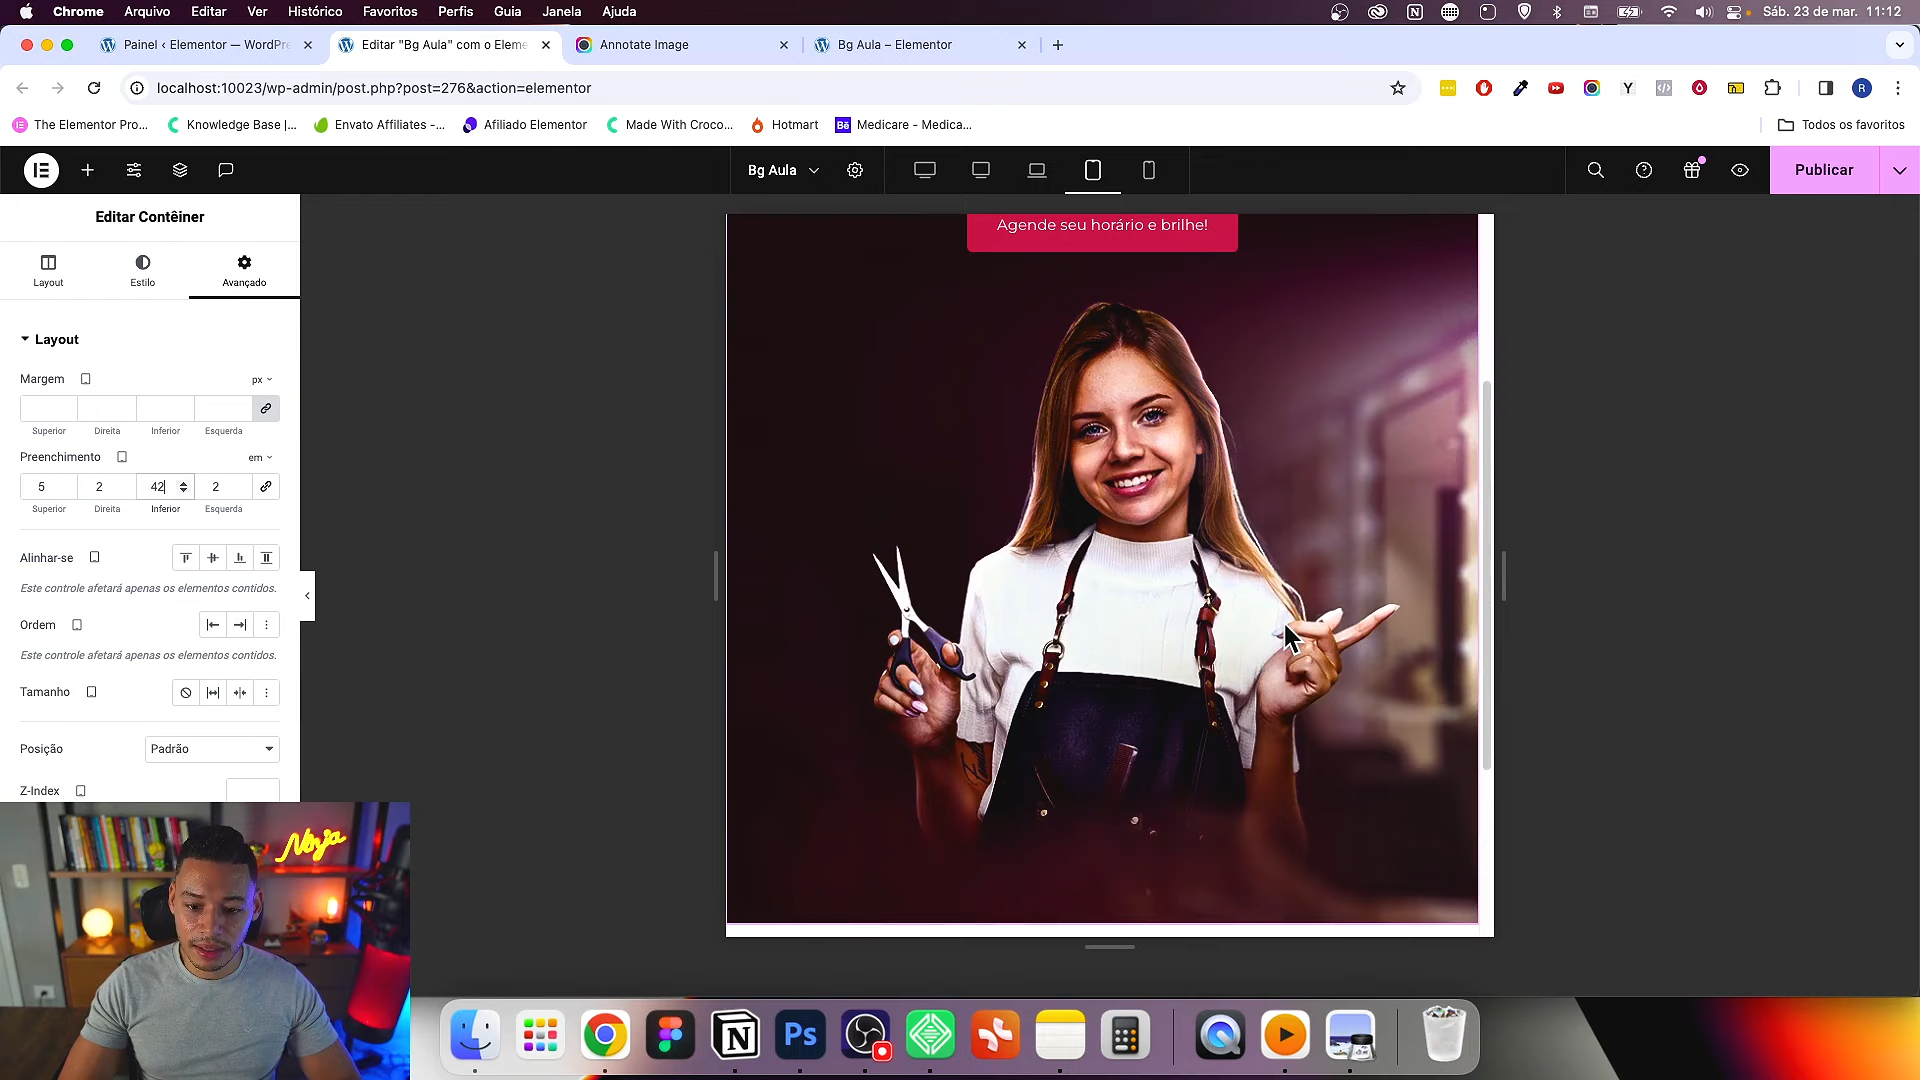 Chrome Arquivo Editar Ver Histórico Favoritos Perfis Guia Janela Ajuda
Sáb. 23 de mar. 11:12
Painel ‹ Elementor — WordPre
Editar "Bg Aula" com o Eleme
Annotate Image
Bg Aula – Elementor
localhost:10023/wp-admin/post.php?post=276&action=elementor
R
The Elementor Pro...
Knowledge Base |...
Envato Affiliates -...
Afiliado Elementor
Made With Croco...
Hotmart
Bē
Medicare - Medica...
Todos os favoritos
Bg Aula
Publicar
Editar Contêiner
Layout Estilo Avançado
Layout
Margem px
Superior Direita Inferior Esquerda
Preenchimento em
5 2 42 2
Superior Direita Inferior Esquerda
Alinhar-se
Este controle afetará apenas os elementos contidos.
Ordem
Este controle afetará apenas os elementos contidos.
Tamanho
Posição Padrão
Z-Index
Agende seu horário e brilhe!
Ninja
Ps